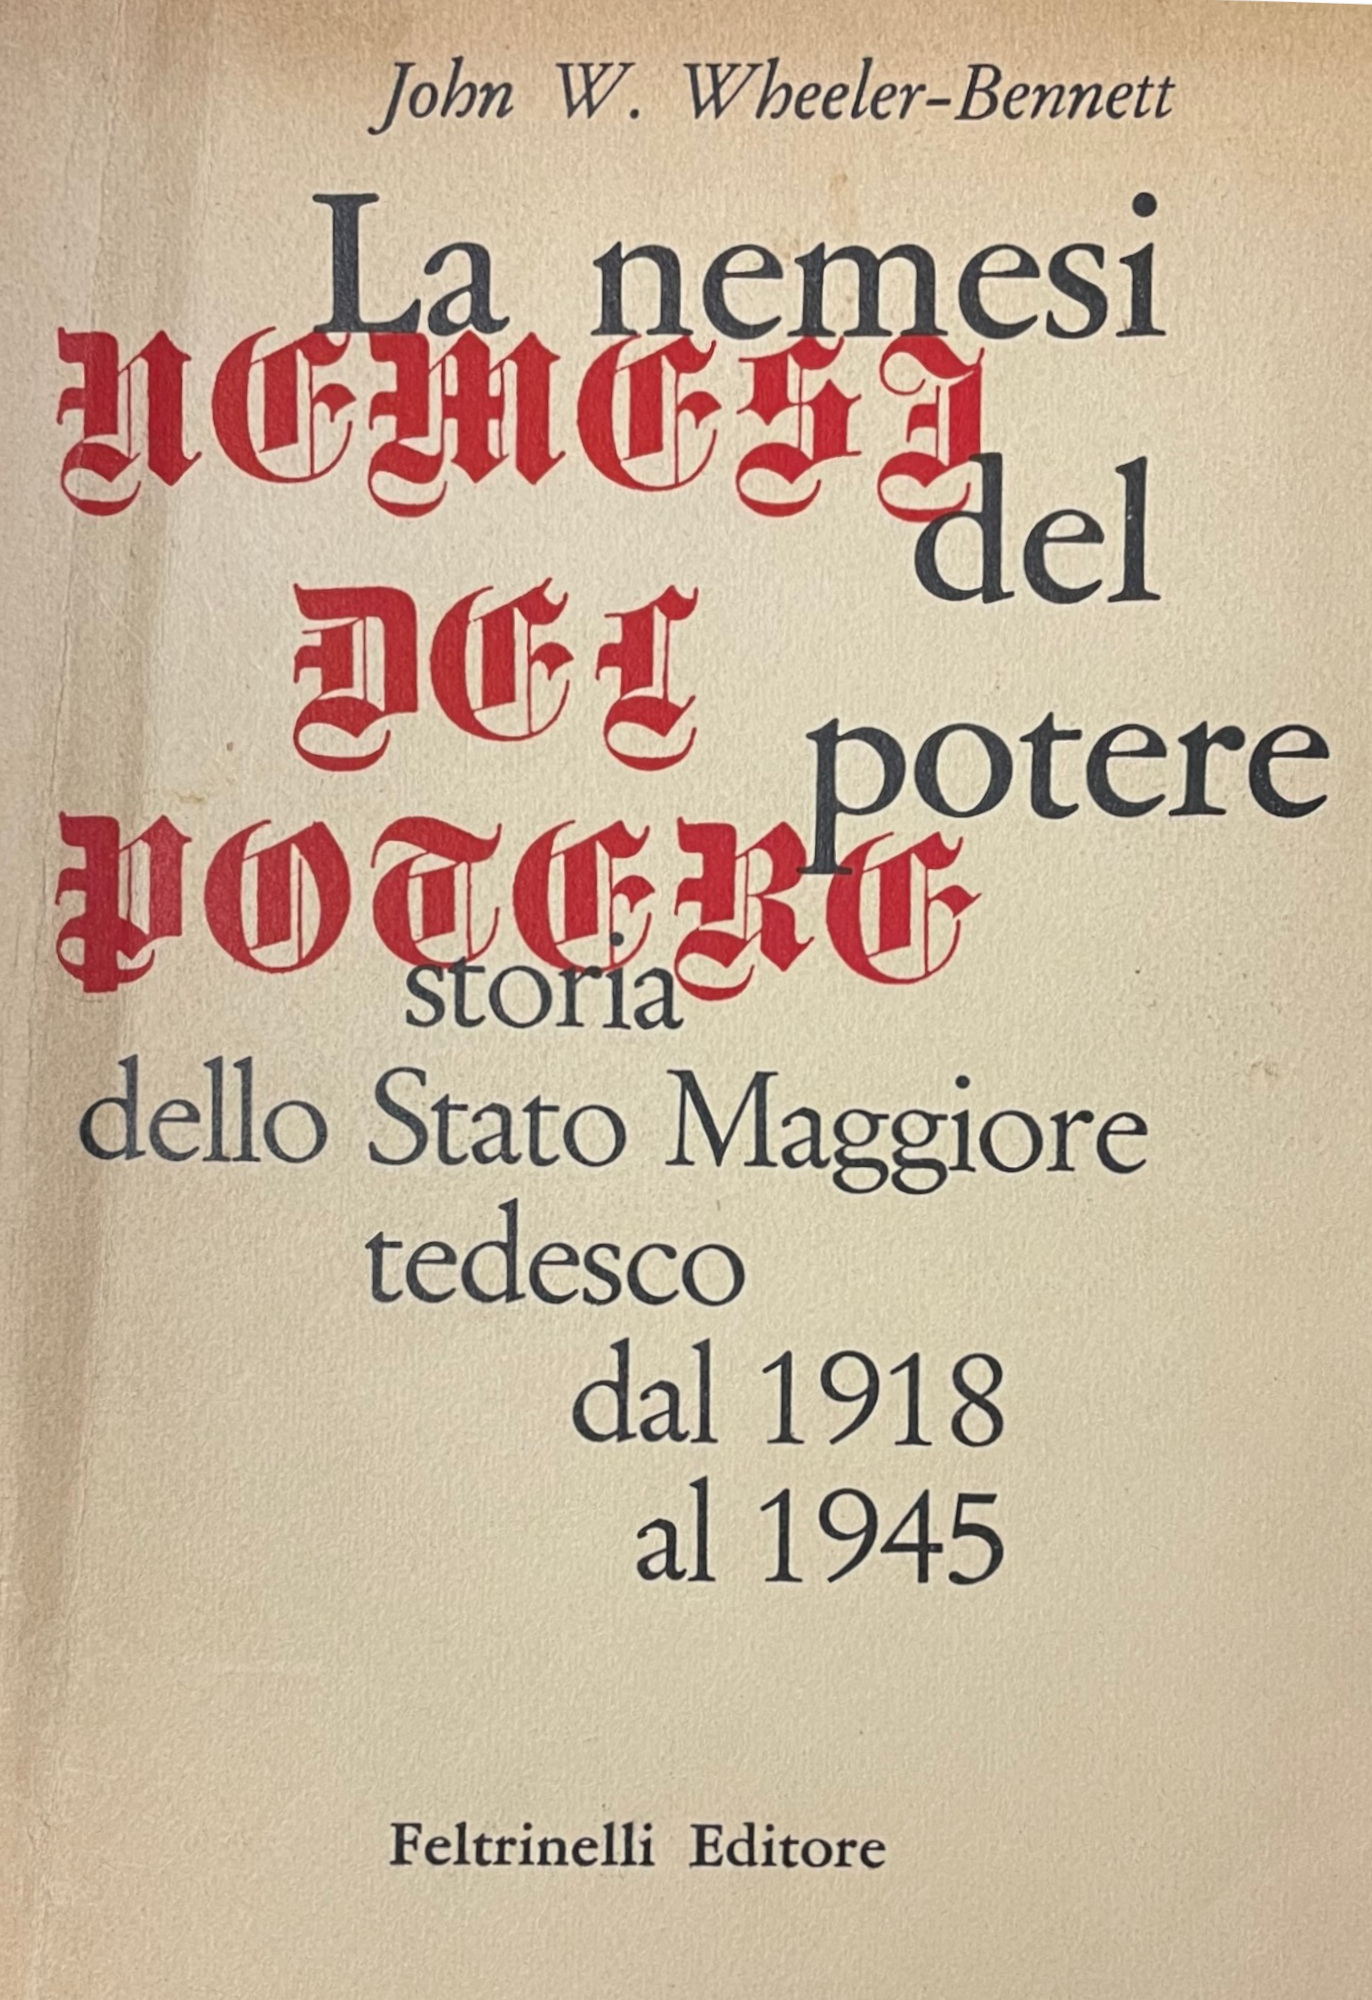 John W. Wheeler-Bennett
La nemesi
NEMESI
del
DEL
potere
POTERE
storia
dello Stato Maggiore
tedesco
dal 1918
al 1945
Feltrinelli Editore